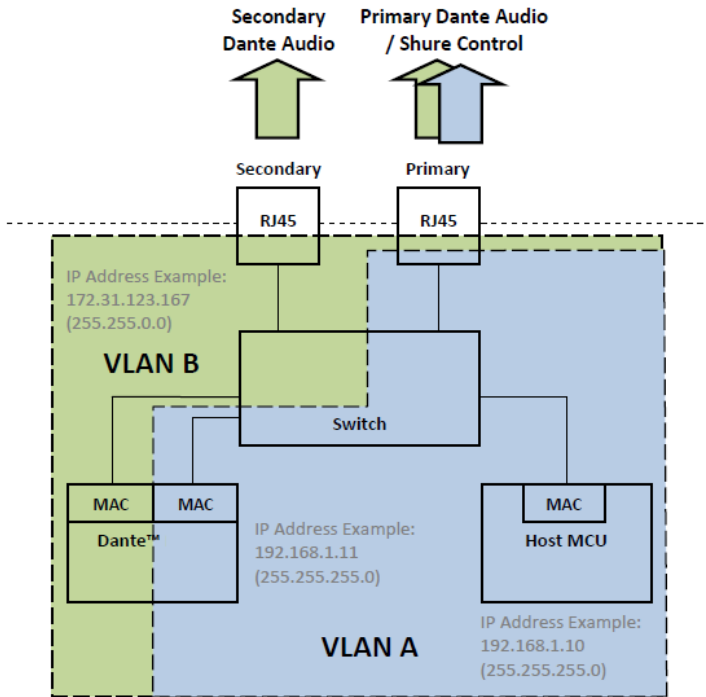 Secondary
Dante Audio
Primary Dante Audio
/ Shure Control
Secondary
Primary
RJ45
RJ45
IP Address Example:
172.31.123.167
(255.255.0.0)
VLAN B
Switch
MAC
MAC
Dante™
MAC
Host MCU
IP Address Example:
192.168.1.11
(255.255.255.0)
VLAN A
IP Address Example:
192.168.1.10
(255.255.255.0)